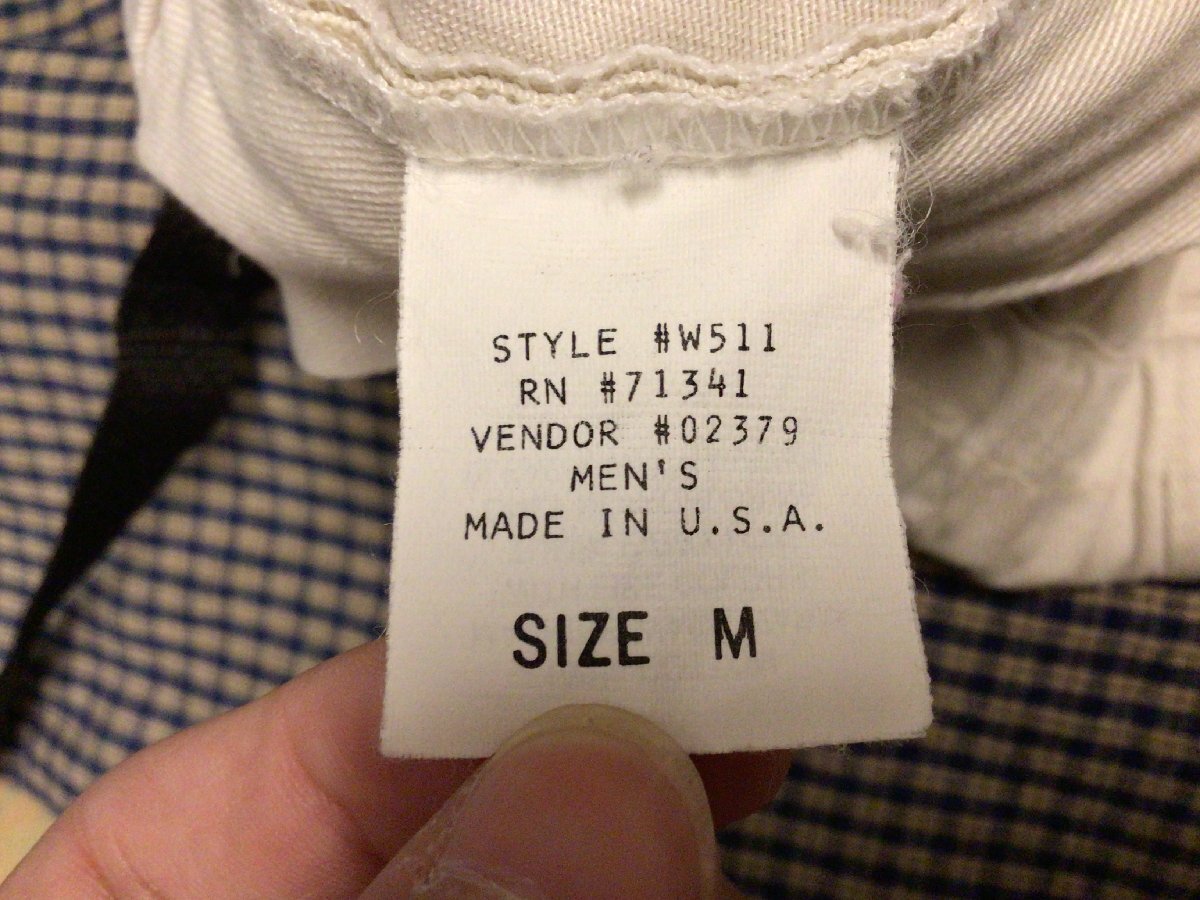 STYLE #W511
RN #71341
VENDOR #02379
MEN'S
MADE IN U.S.A.
SIZE M